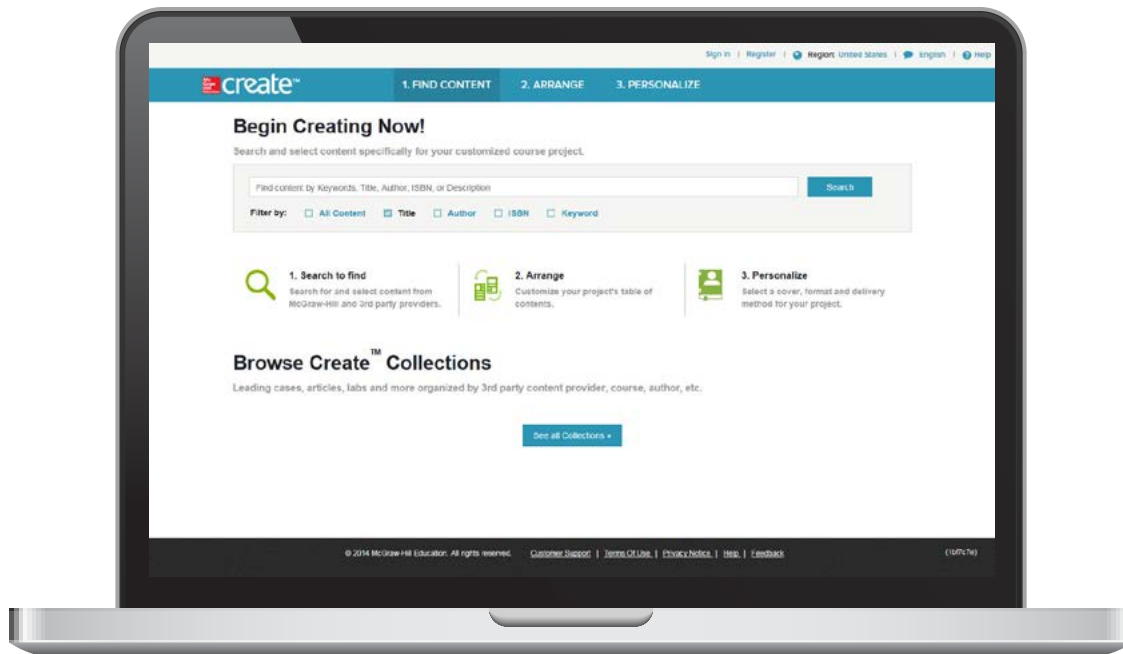 Sign in | Register | Region: United States | English | Help
create™ 1. FIND CONTENT 2. ARRANGE 3. PERSONALIZE
Begin Creating Now!
Search and select content specifically for your customized course project.
Find content by Keywords, Title, Author, ISBN, or Description Search
Filter by: All Content Title Author ISBN Keyword
1. Search to find
Search for and select content from
McGraw-Hill and 3rd party providers.
2. Arrange
Customize your project's table of
contents.
3. Personalize
Select a cover, format and delivery
method for your project.
Browse Create™ Collections
Leading cases, articles, labs and more organized by 3rd party content provider, course, author, etc.
See all Collections
© 2014 McGraw-Hill Education. All rights reserved. Customer Support | Terms Of Use | Privacy Notice | Help | Feedback